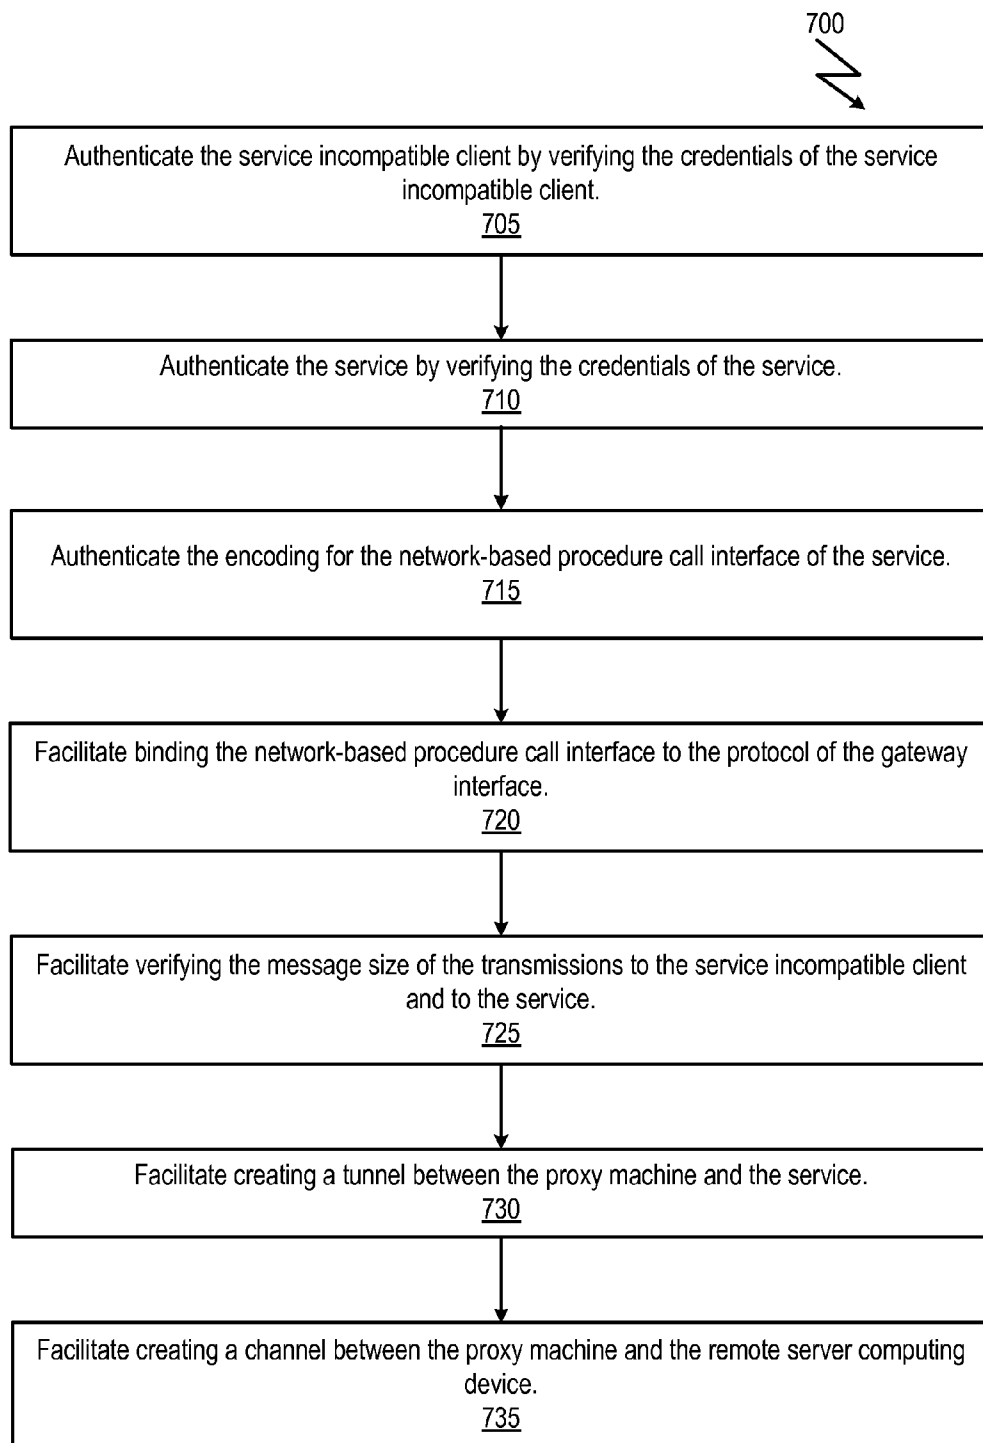 700
Authenticate the service incompatible client by verifying the credentials of the service
incompatible client.
705
Authenticate the service by verifying the credentials of the service.
710
Authenticate the encoding for the network-based procedure call interface of the service.
715
Facilitate binding the network-based procedure call interface to the protocol of the gateway
interface.
720
Facilitate verifying the message size of the transmissions to the service incompatible client
and to the service.
725
Facilitate creating a tunnel between the proxy machine and the service.
730
Facilitate creating a channel between the proxy machine and the remote server computing
device.
735